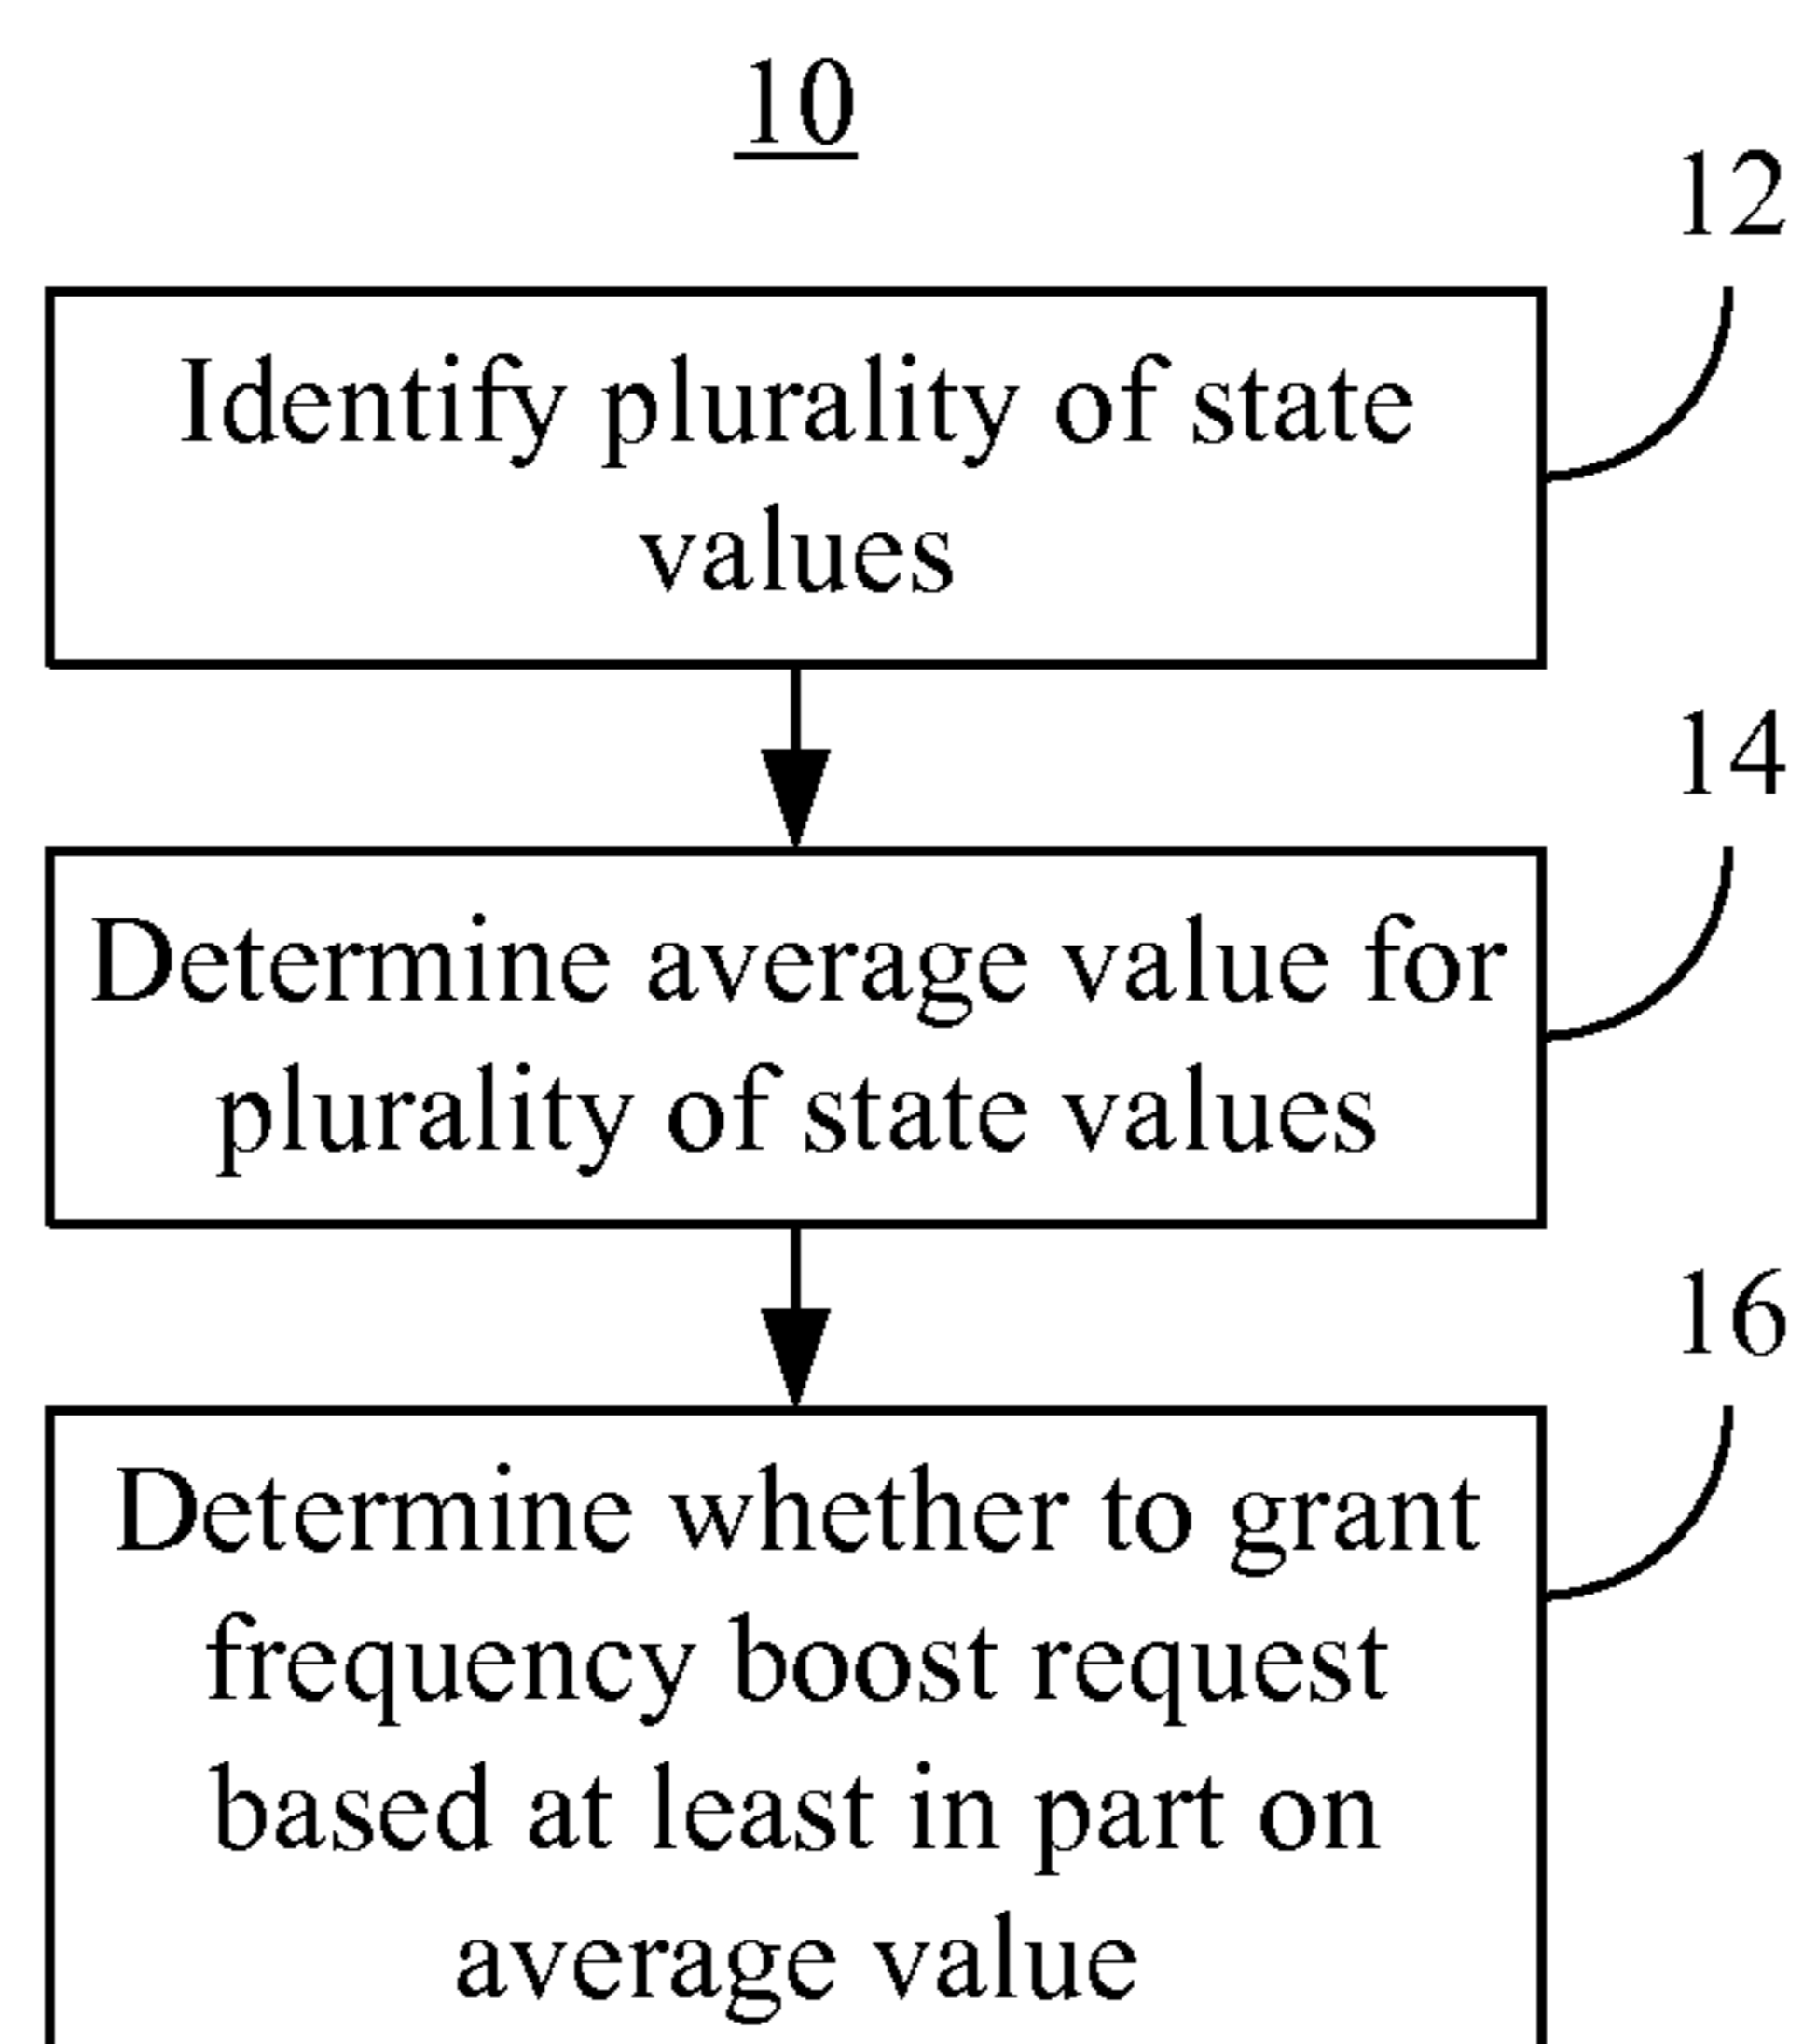 10
12
Identify plurality of state
values
14
Determine average value for
plurality of state values
16
Determine whether to grant
frequency boost request
based at least in part on
average value